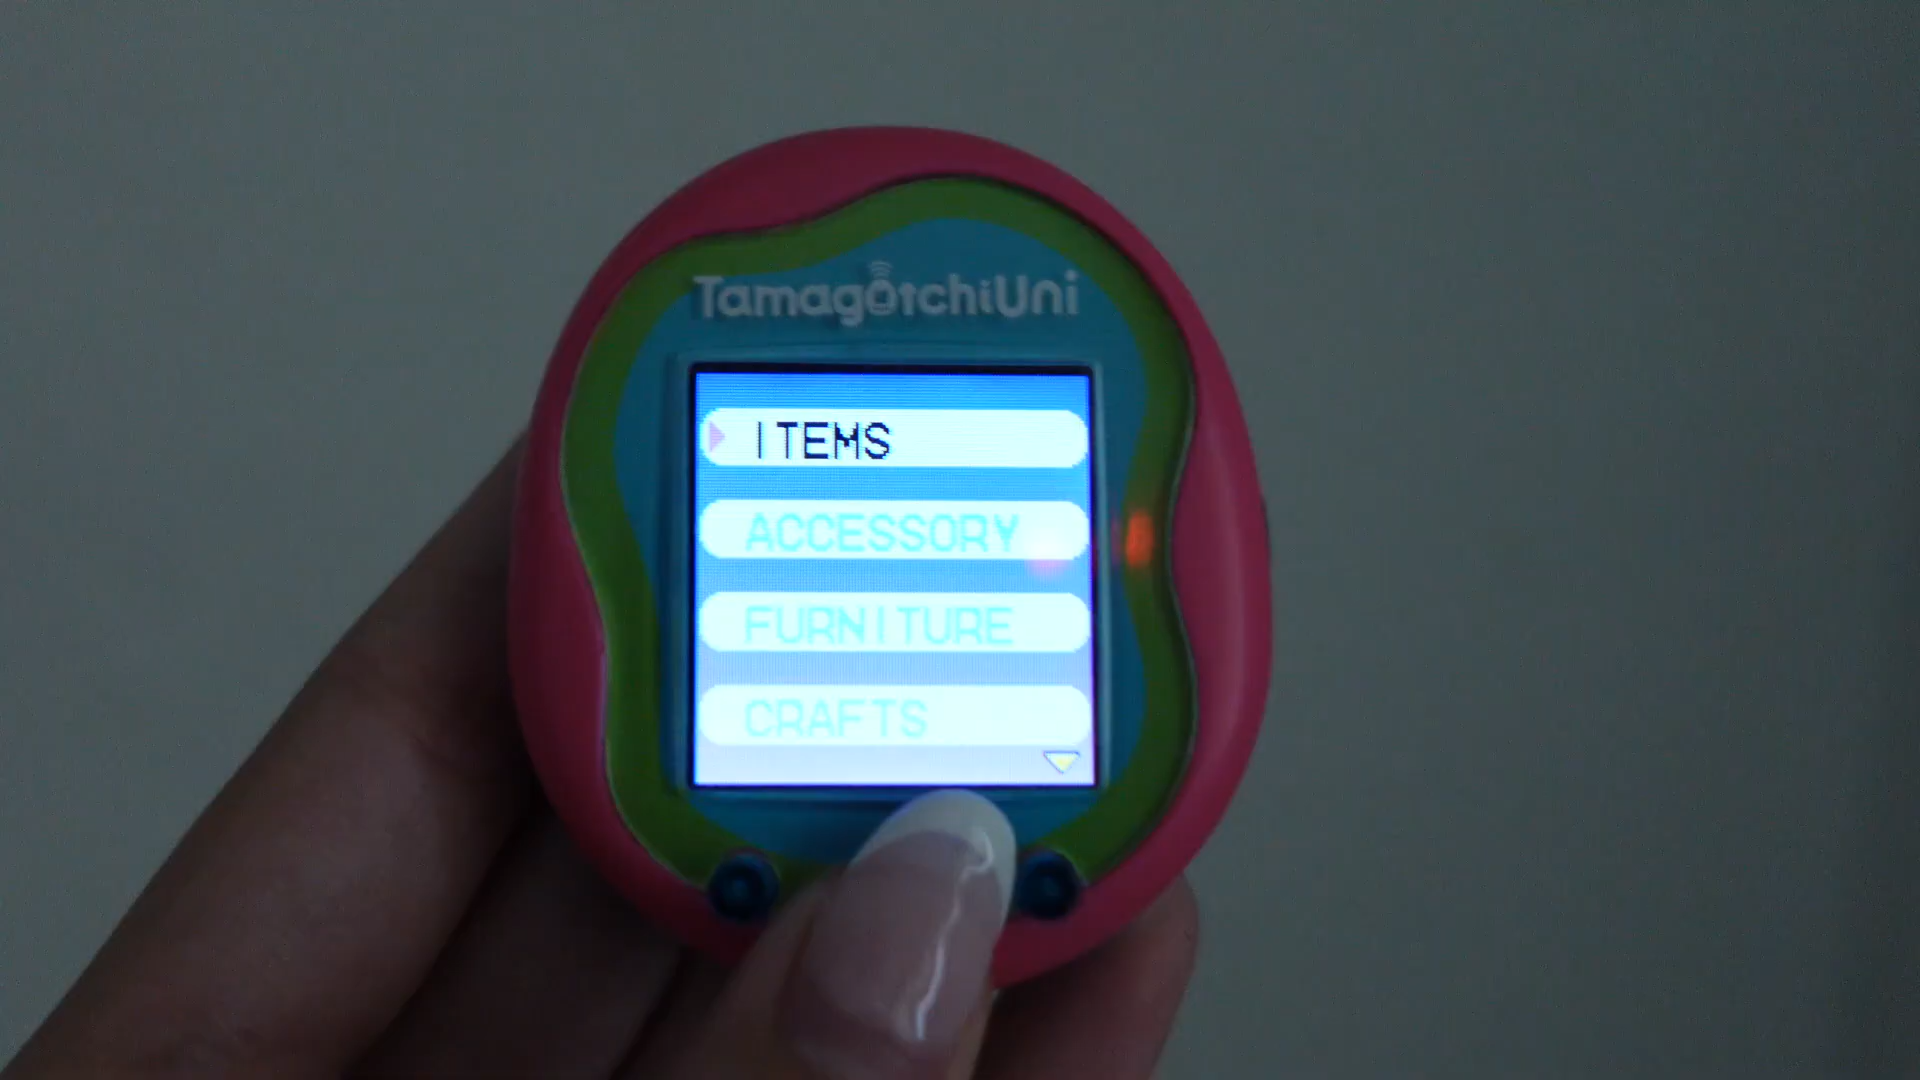 TamagotchiUni
ITEMS
ACCESSORY
FURNITURE
CRAFTS